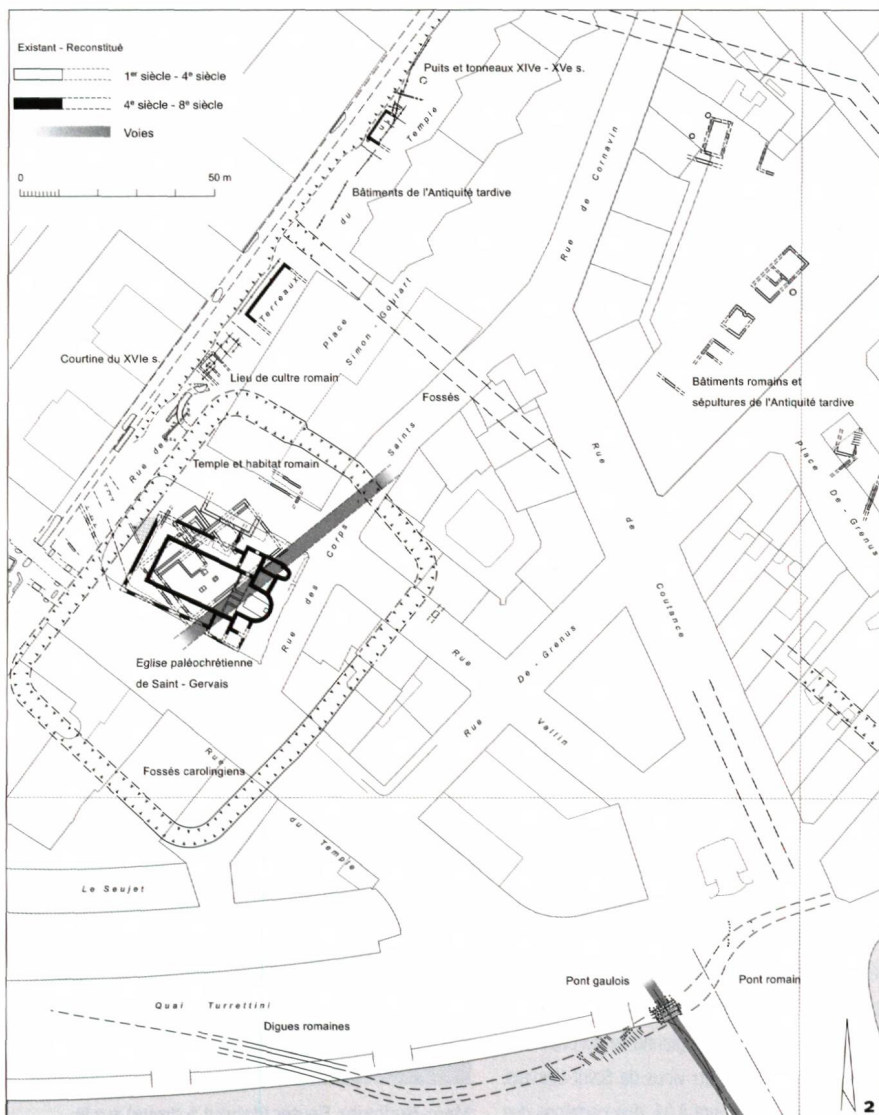 Existant - Reconstitué
1er siècle - 4e siècle
4e siècle - 8e siècle
Voies
0 50 m
Puits et tonneaux XIVe - XVe s.
Rue de Cornavin
Bâtiments de l'Antiquité tardive
Place Simon - Goulart
Rue des Terreaux du Temple
Courtine du XVIe s.
Lieu de cultre romain
Fossés
Bâtiments romains et
sépultures de l'Antiquité tardive
Temple et habitat romain
Place De - Grenus
Rue des Corps Saints
Rue de Coutance
Eglise paléochrétienne
de Saint - Gervais
Rue De - Grenus
Rue Vallin
Fossés carolingiens
Rue du Temple
Le Seujet
Pont gaulois
Pont romain
Quai Turrettini
Digues romaines
2